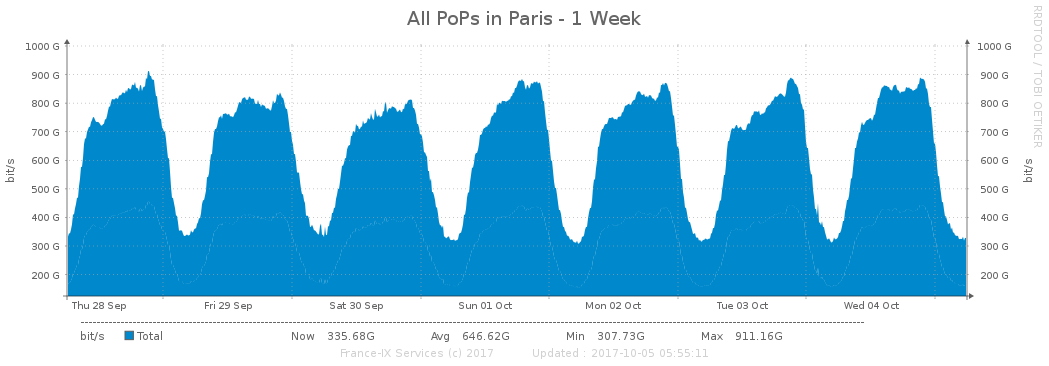 All PoPs in Paris - 1 Week
RRDTOOL / TOBI OETIKER
1000 G 1000 G
900 G 900 G
800 G 800 G
700 G 700 G
600 G 600 G
500 G 500 G
400 G 400 G
300 G 300 G
200 G 200 G
bit/s bit/s
Thu 28 Sep Fri 29 Sep Sat 30 Sep Sun 01 Oct Mon 02 Oct Tue 03 Oct Wed 04 Oct
bit/s Total Now 335.68G Avg 646.62G Min 307.73G Max 911.16G
France-IX Services (c) 2017 Updated : 2017-10-05 05:55:11